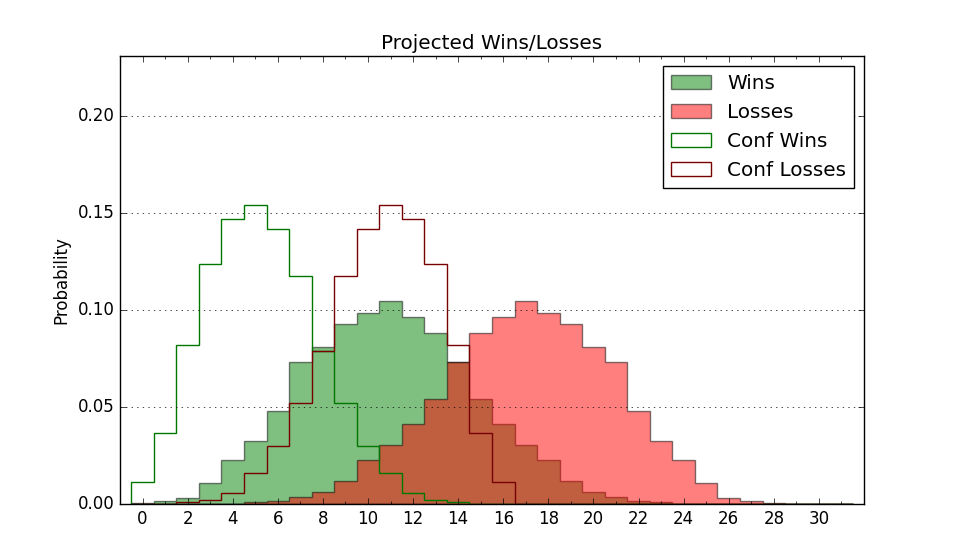 Projected Wins/Losses
Wins
Losses
Conf Wins
Conf Losses
Probability
0.20
0.15
0.10
0.05
0.00
0 2 4 6 8 10 12 14 16 18 20 22 24 26 28 30